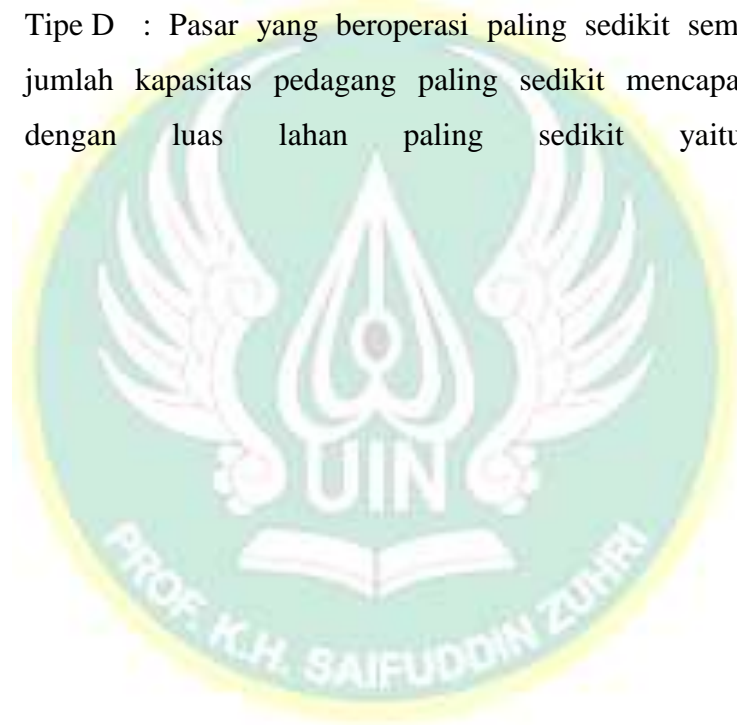 Tipe D : Pasar yang beroperasi paling sedikit sem
jumlah kapasitas pedagang paling sedikit mencapa
dengan luas lahan paling sedikit yaitu
UIN
PROF. K.H. SAIFUDDIN ZUHRI